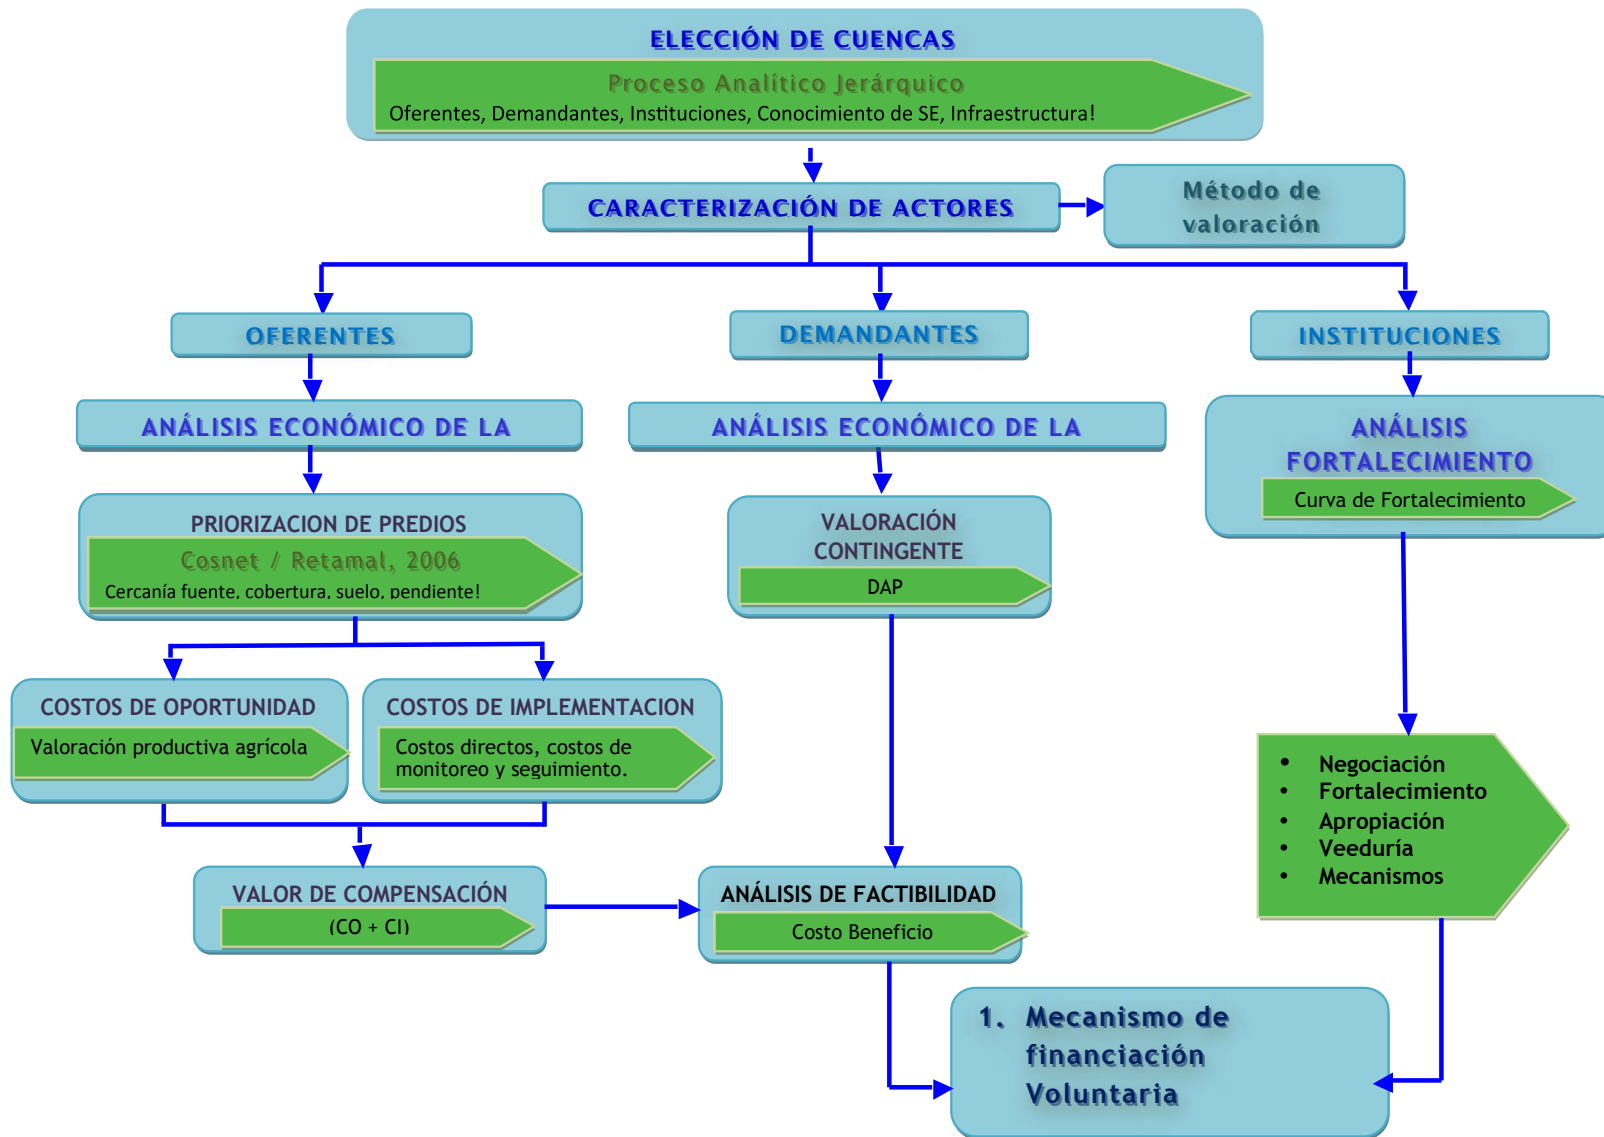 ELECCIÓN DE CUENCAS
Proceso Analítico Jerárquico
Oferentes, Demandantes, Instituciones, Conocimiento de SE, Infraestructura!
CARACTERIZACIÓN DE ACTORES
Método de
valoración
OFERENTES
DEMANDANTES
INSTITUCIONES
ANÁLISIS ECONÓMICO DE LA
ANÁLISIS ECONÓMICO DE LA
ANÁLISIS
FORTALECIMIENTO
Curva de Fortalecimiento
PRIORIZACION DE PREDIOS
Cosnet / Retamal, 2006
Cercanía fuente, cobertura, suelo, pendiente!
VALORACIÓN
CONTINGENTE
DAP
COSTOS DE OPORTUNIDAD
Valoración productiva agrícola
COSTOS DE IMPLEMENTACION
Costos directos, costos de
monitoreo y seguimiento.
• Negociación
• Fortalecimiento
• Apropiación
• Veeduría
• Mecanismos
VALOR DE COMPENSACIÓN
(CO + CI)
ANÁLISIS DE FACTIBILIDAD
Costo Beneficio
1. Mecanismo de
financiación
Voluntaria